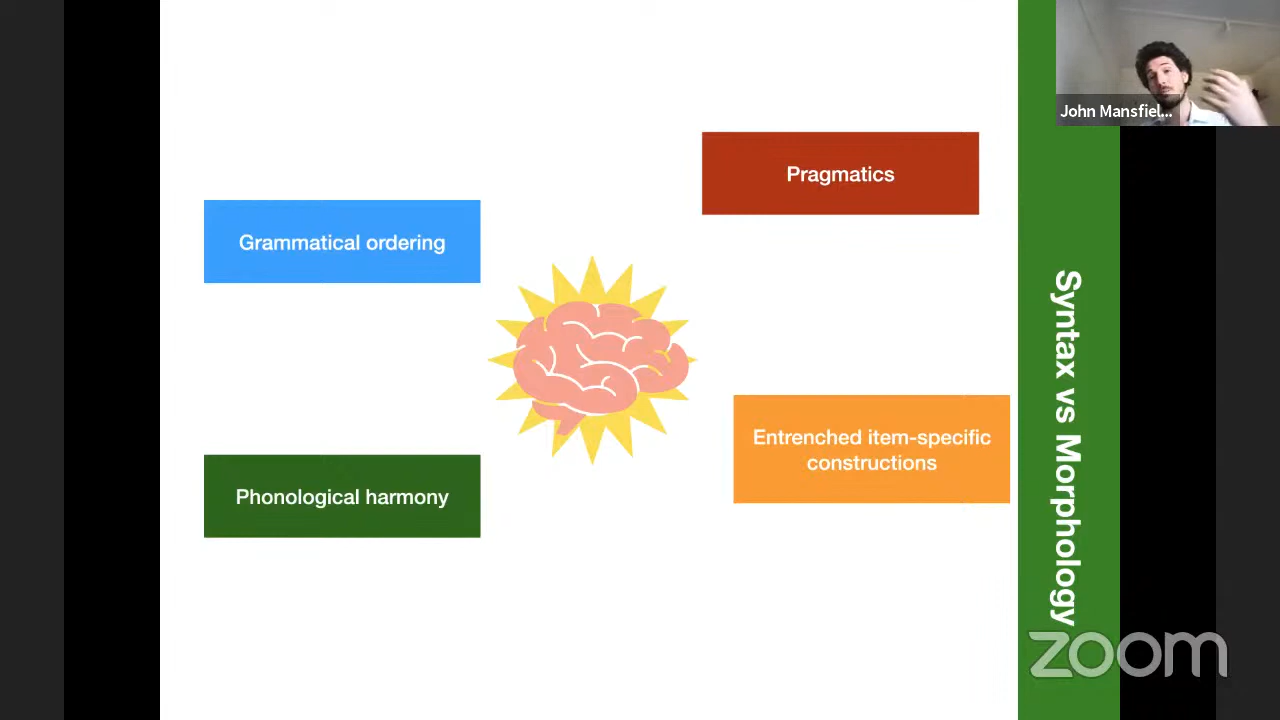 John Mansfiel...
Pragmatics
Grammatical ordering
Entrenched item-specific
constructions
Phonological harmony
Syntax vs Morphology
zoom